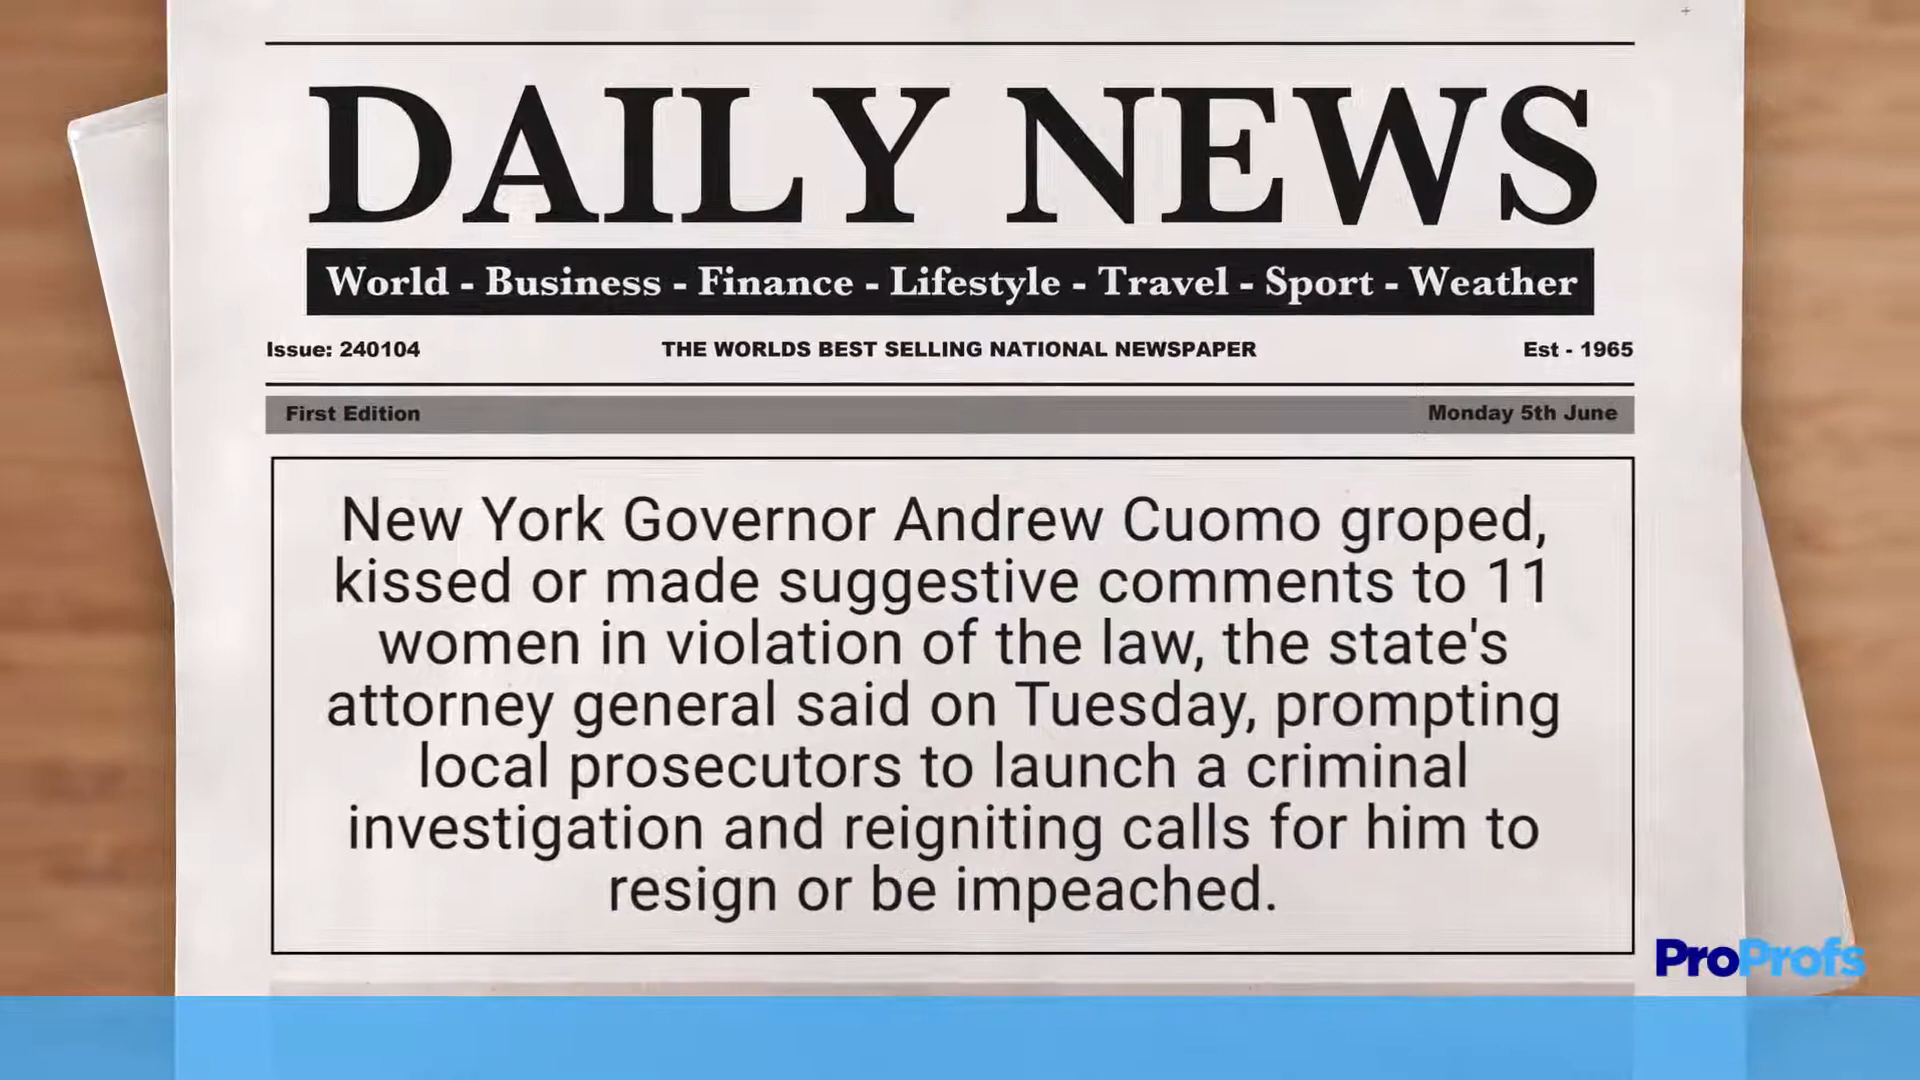 DAILY NEWS
World - Business - Finance - Lifestyle - Travel - Sport - Weather
Issue: 240104 THE WORLDS BEST SELLING NATIONAL NEWSPAPER Est - 1965
First Edition Monday 5th June
New York Governor Andrew Cuomo groped,
kissed or made suggestive comments to 11
women in violation of the law, the state's
attorney general said on Tuesday, prompting
local prosecutors to launch a criminal
investigation and reigniting calls for him to
resign or be impeached.
ProProfs